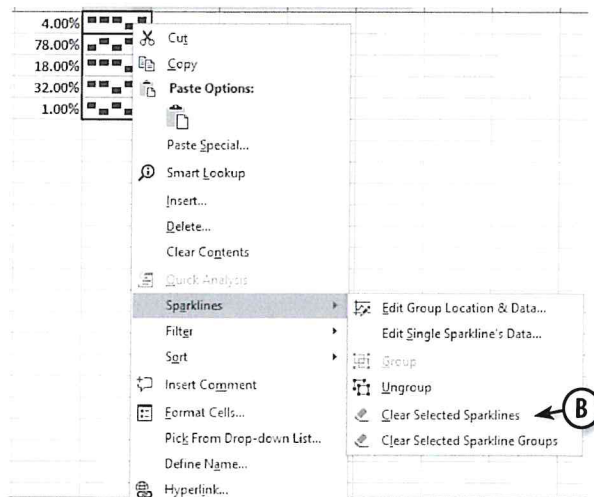 4.00%
78.00%
18.00%
32.00%
1.00%
Cut
Copy
Paste Options:
Paste Special...
Smart Lookup
Insert...
Delete...
Clear Contents
Quick Analysis
Sparklines
Filter
Sort
Insert Comment
Format Cells...
Pick From Drop-down List...
Define Name...
Hyperlink...
Edit Group Location & Data...
Edit Single Sparkline's Data...
Group
Ungroup
Clear Selected Sparklines
B
Clear Selected Sparkline Groups